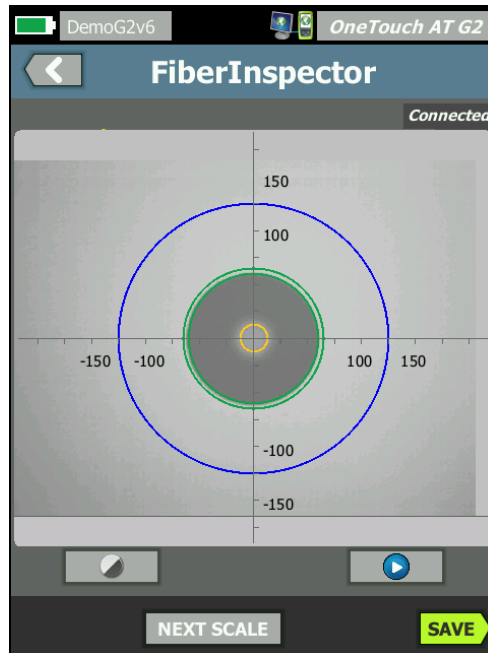 DemoG2v6
OneTouch AT G2
FiberInspector
Connected
150
100
-150 -100 100 150
-100
-150
NEXT SCALE
SAVE